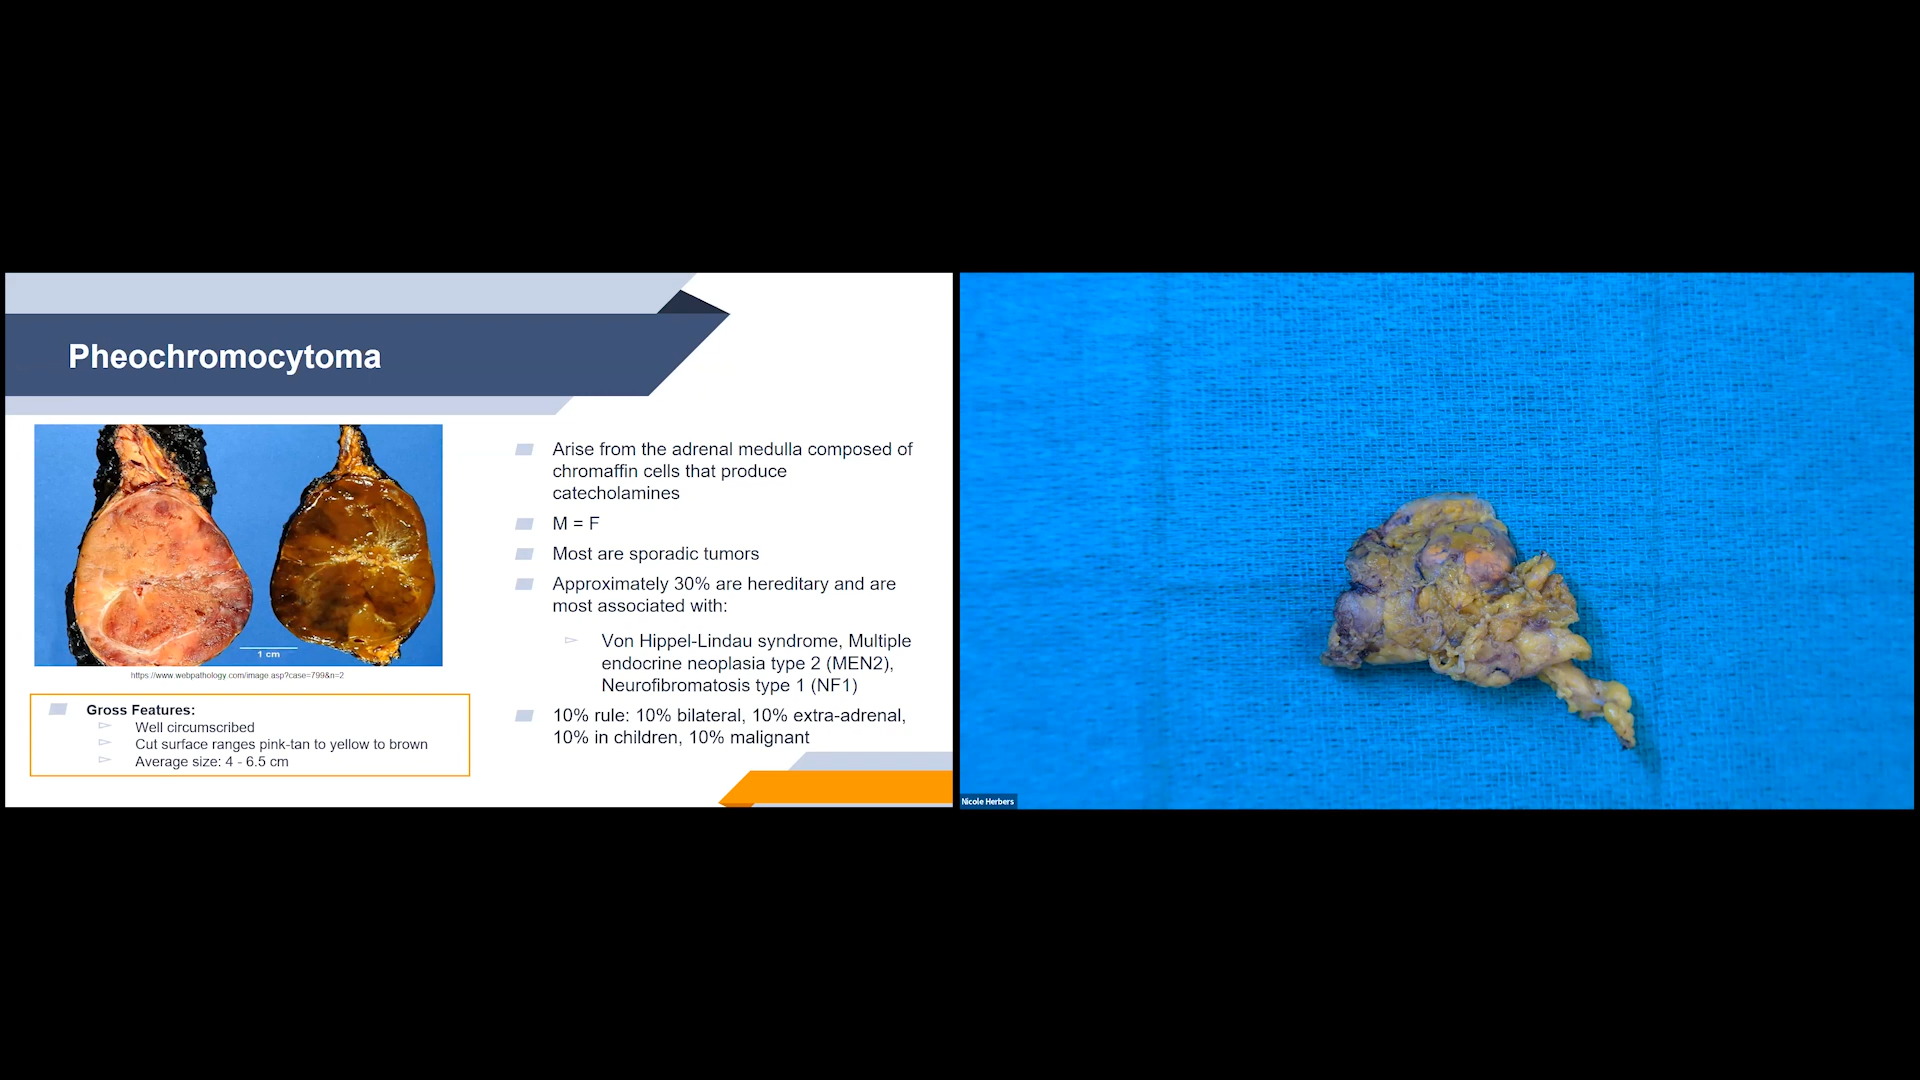 Pheochromocytoma
1 cm
https://www.webpathology.com/image.asp?case=799&n=2
Gross Features:
Well circumscribed
Cut surface ranges pink-tan to yellow to brown
Average size: 4 - 6.5 cm
Arise from the adrenal medulla composed of
chromaffin cells that produce
catecholamines
M = F
Most are sporadic tumors
Approximately 30% are hereditary and are
most associated with:
Von Hippel-Lindau syndrome, Multiple
endocrine neoplasia type 2 (MEN2),
Neurofibromatosis type 1 (NF1)
10% rule: 10% bilateral, 10% extra-adrenal,
10% in children, 10% malignant
Nicole Herbers